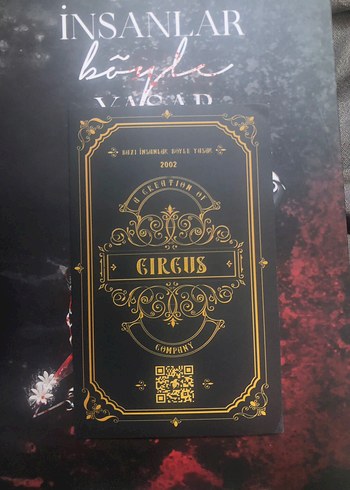 İNSANLAR
böyle
YAŞAR
BAZI İNSANLAR BÖYLE YAŞAR
2002
A CREATION OF
CIRCUS
COMPANY